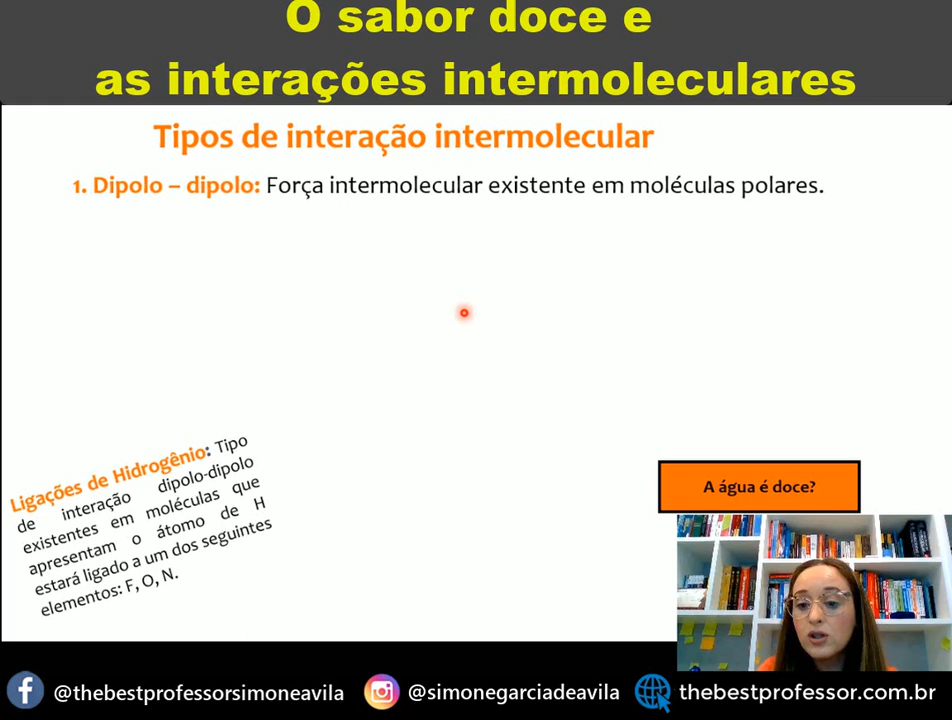 O sabor doce e
as interações intermoleculares
Tipos de interação intermolecular
1. Dipolo – dipolo: Força intermolecular existente em moléculas polares.
Ligações de Hidrogênio: Tipo
de interação dipolo-dipolo
existentes em moléculas que
apresentam o átomo de H
estará ligado a um dos seguintes
elementos: F, O, N.
A água é doce?
@thebestprofessorsimoneavila
@simonegarciadeavila
thebestprofessor.com.br